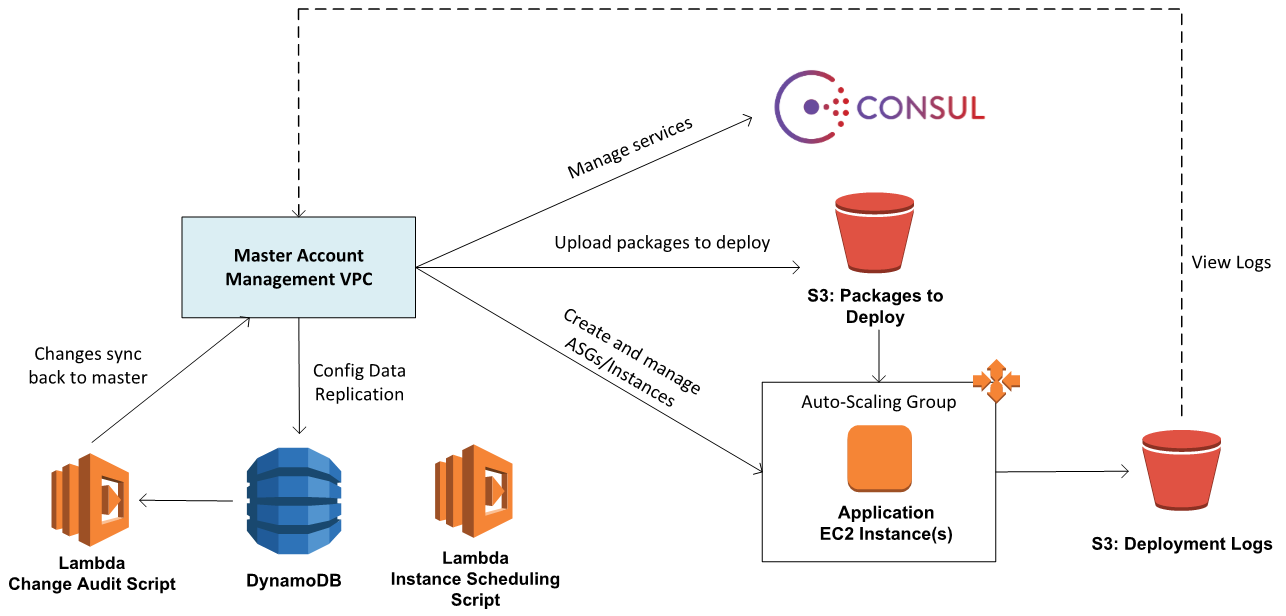 CONSUL
Manage services
Upload packages to deploy
Master Account
Management VPC
View Logs
S3: Packages to
Deploy
Create and manage
ASGs/Instances
Changes sync
back to master
Config Data
Replication
Auto-Scaling Group
Application
EC2 Instance(s)
S3: Deployment Logs
Lambda
Change Audit Script
DynamoDB
Lambda
Instance Scheduling
Script